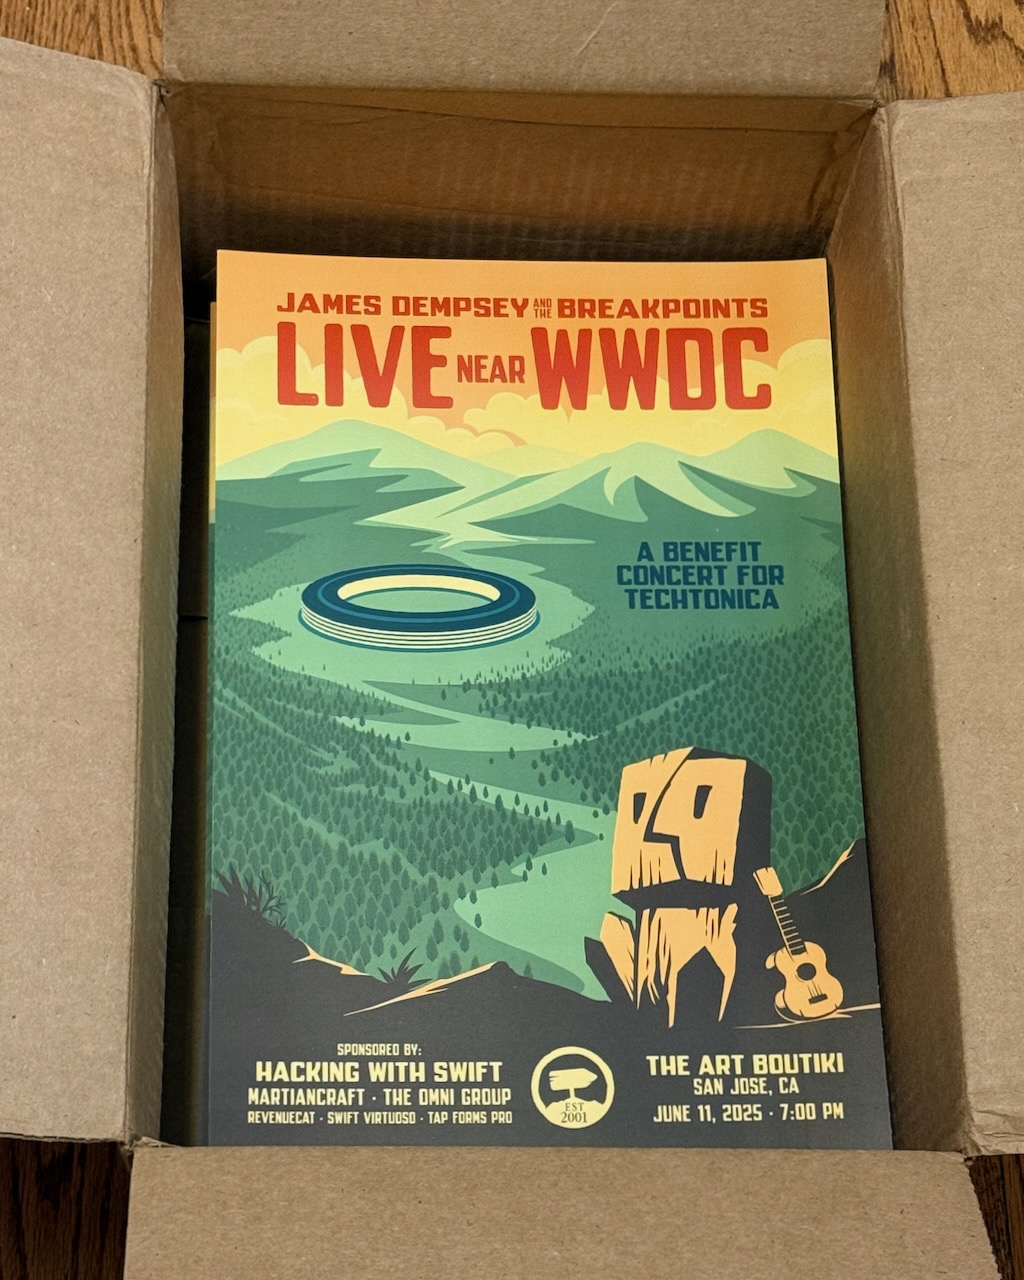 JAMES DEMPSEY AND THE BREAKPOINTS
LIVE NEAR WWDC
A BENEFIT
CONCERT FOR
TECHTONICA
SPONSORED BY:
HACKING WITH SWIFT
MARTIANCRAFT · THE OMNI GROUP
REVENUECAT · SWIFT VIRTUOSO · TAP FORMS PRO
EST
2001
THE ART BOUTIKI
SAN JOSE, CA
JUNE 11, 2025 · 7:00 PM